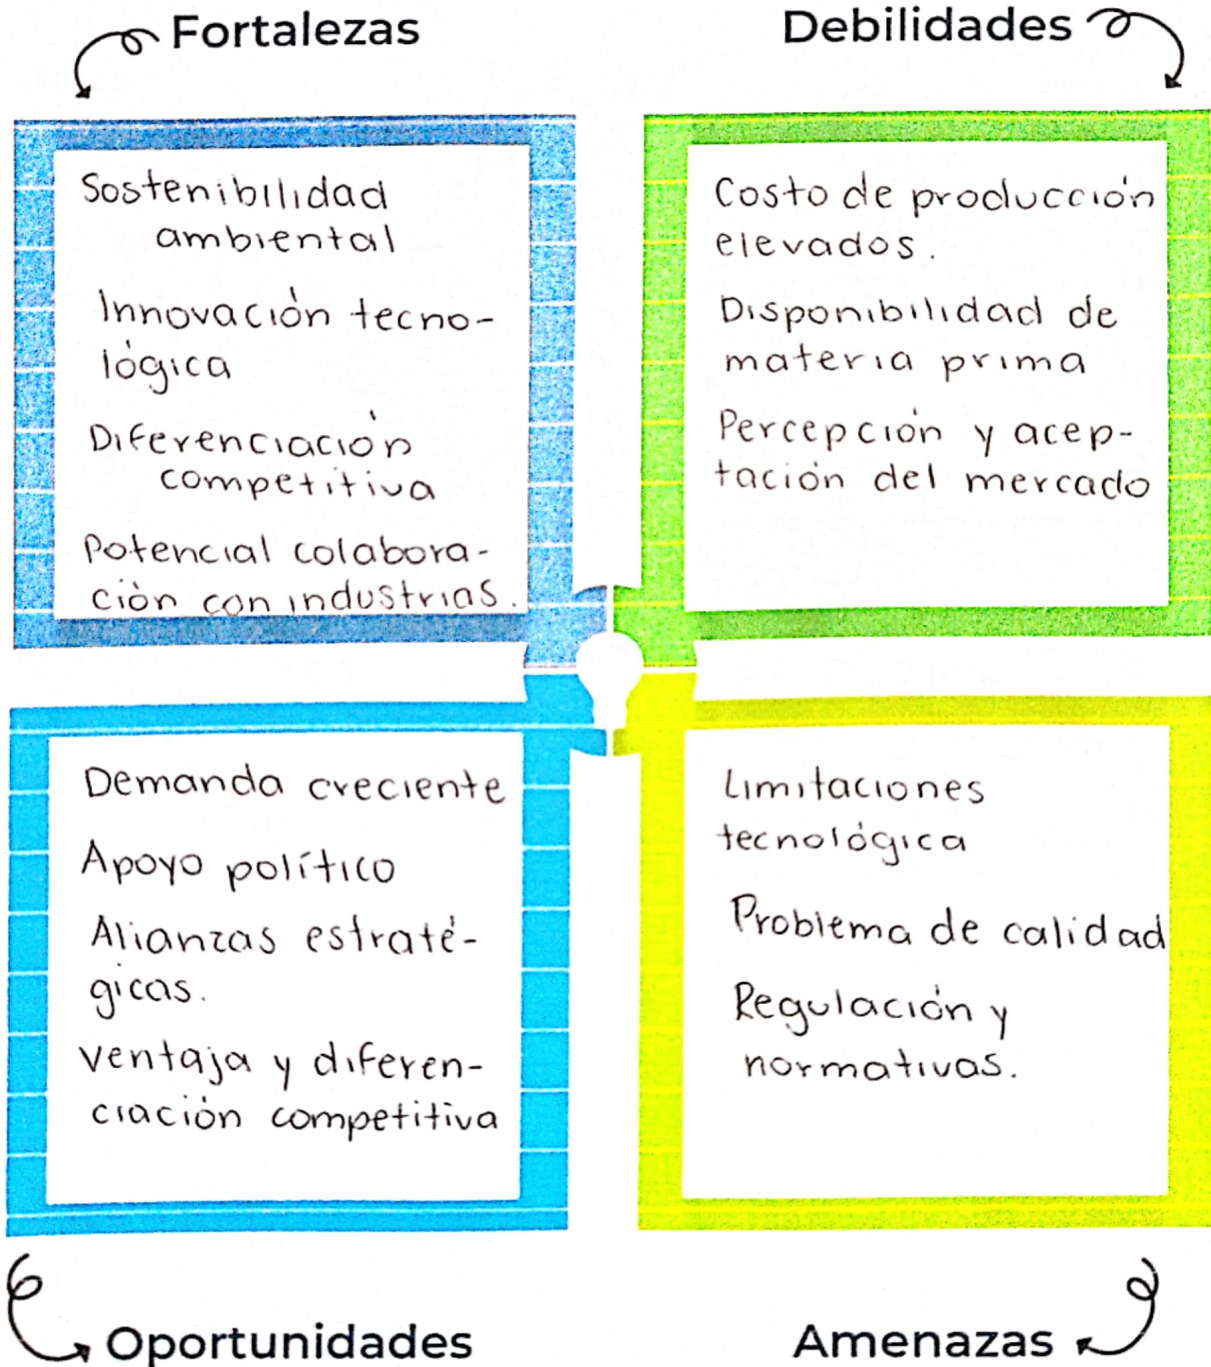 Fortalezas
Sostenibilidad
ambiental
Innovación tecno-
lógica
Diferenciación
competitiva
Potencial colabora-
ción con industrias.
Debilidades
Costo de producción
elevados.
Disponibilidad de
materia prima
Percepción y acep-
tación del mercado
Demanda creciente
Apoyo político
Alianzas estraté-
gicas.
ventaja y diferen-
ciación competitiva
Oportunidades
Limitaciones
tecnológica
Problema de calidad
Regulación y
normativas.
Amenazas